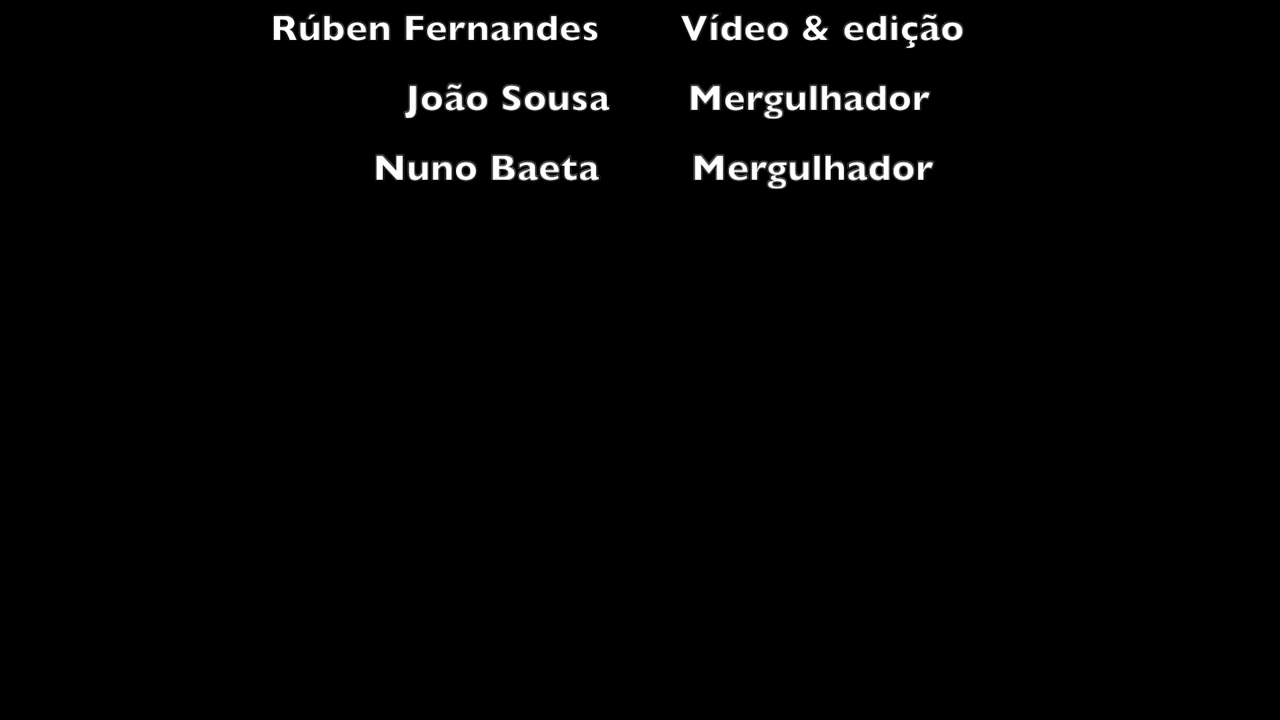 Rúben Fernandes Vídeo & edição
João Sousa Mergulhador
Nuno Baeta Mergulhador